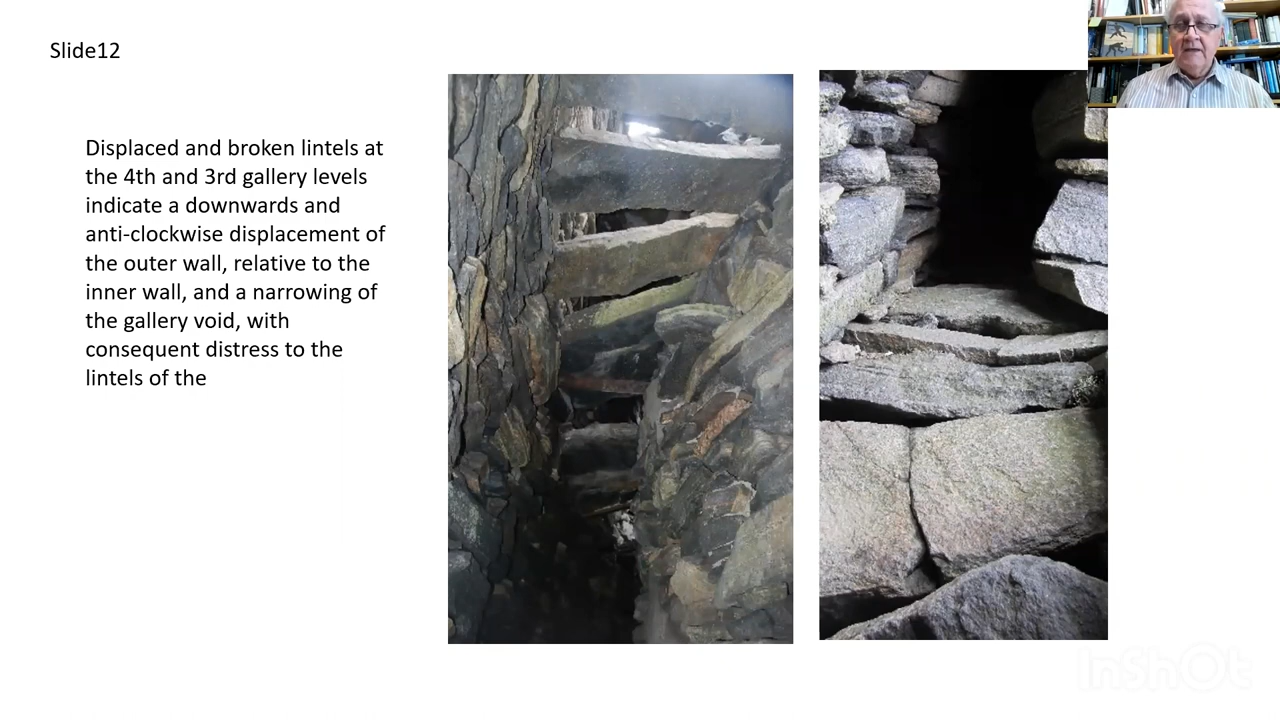 Slide12
Displaced and broken lintels at
the 4th and 3rd gallery levels
indicate a downwards and
anti-clockwise displacement of
the outer wall, relative to the
inner wall, and a narrowing of
the gallery void, with
consequent distress to the
lintels of the
InShOt